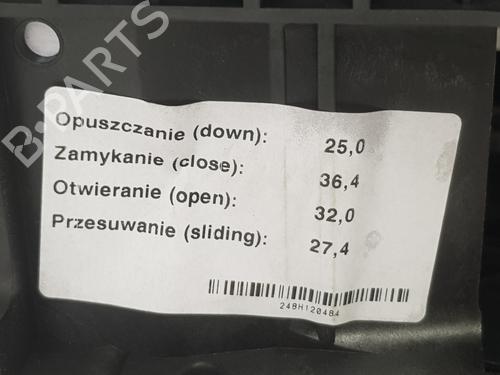 B-PARTS
Opuszczanie (down): 25,0
Zamykanie (close): 36,4
Otwieranie (open): 32,0
Przesuwanie (sliding): 27,4
248H120484